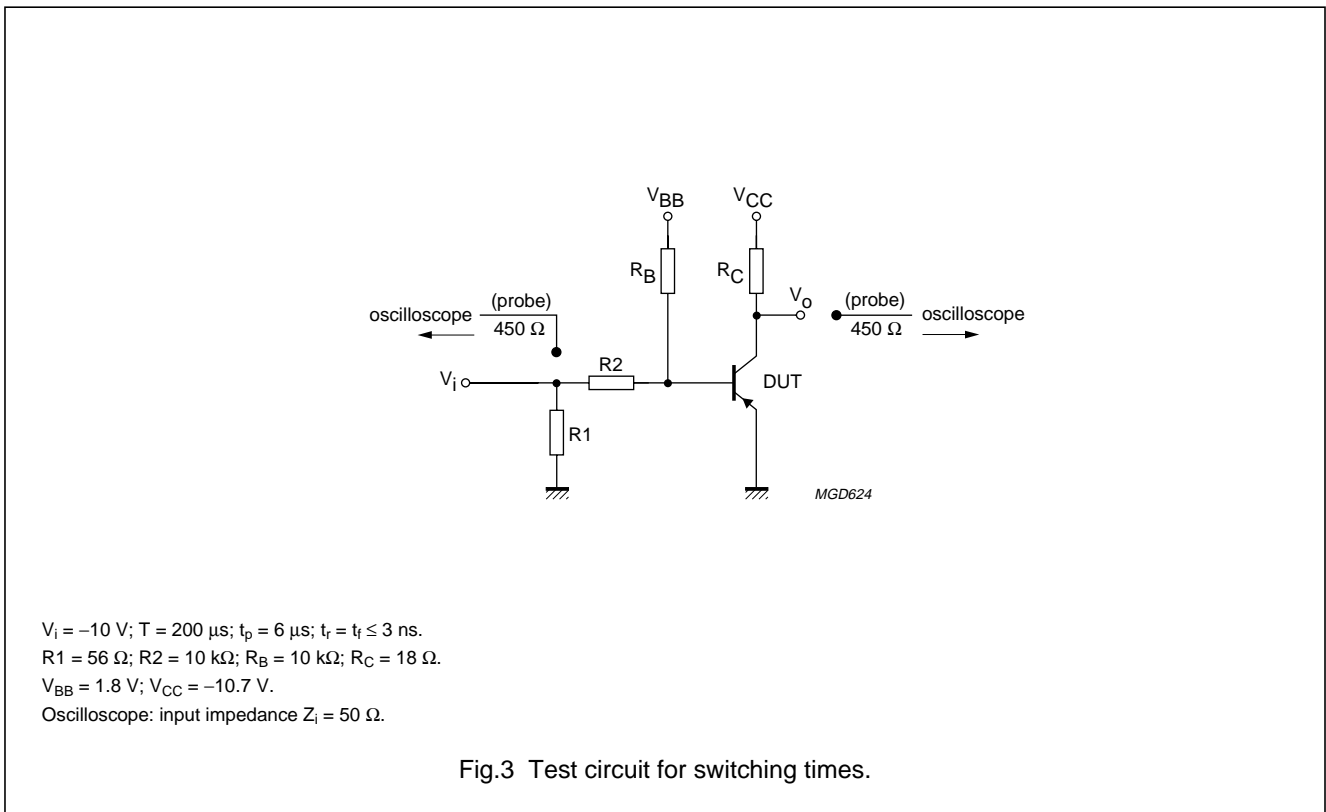 V_BB V_CC
R_B R_C
V_o
(probe)
450 Ω
oscilloscope
(probe)
450 Ω
oscilloscope
R2
V_i
DUT
R1
MGD624
V_i = −10 V; T = 200 μs; t_p = 6 μs; t_r = t_f ≤ 3 ns.
R1 = 56 Ω; R2 = 10 kΩ; R_B = 10 kΩ; R_C = 18 Ω.
V_BB = 1.8 V; V_CC = −10.7 V.
Oscilloscope: input impedance Z_i = 50 Ω.
Fig.3 Test circuit for switching times.